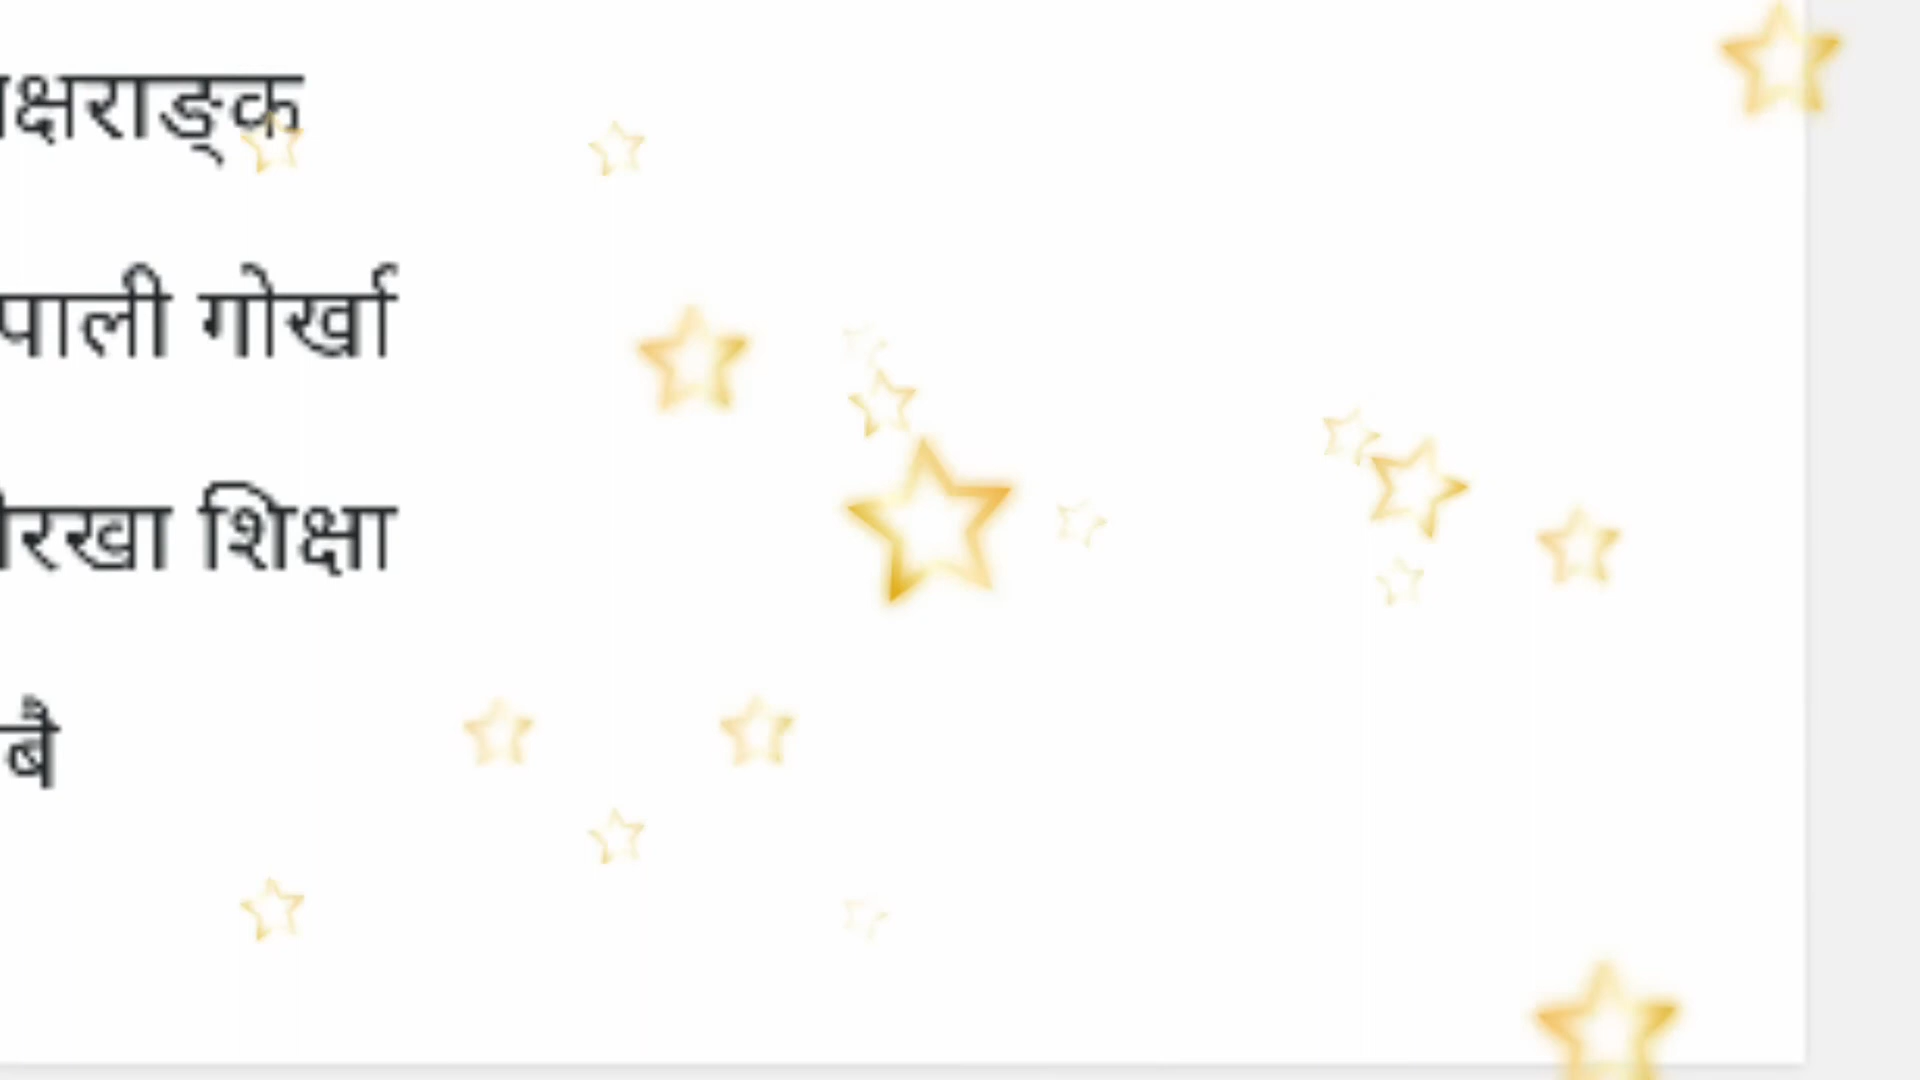 क्षराङ्क
पाली गोर्खा
रखा शिक्षा
बै